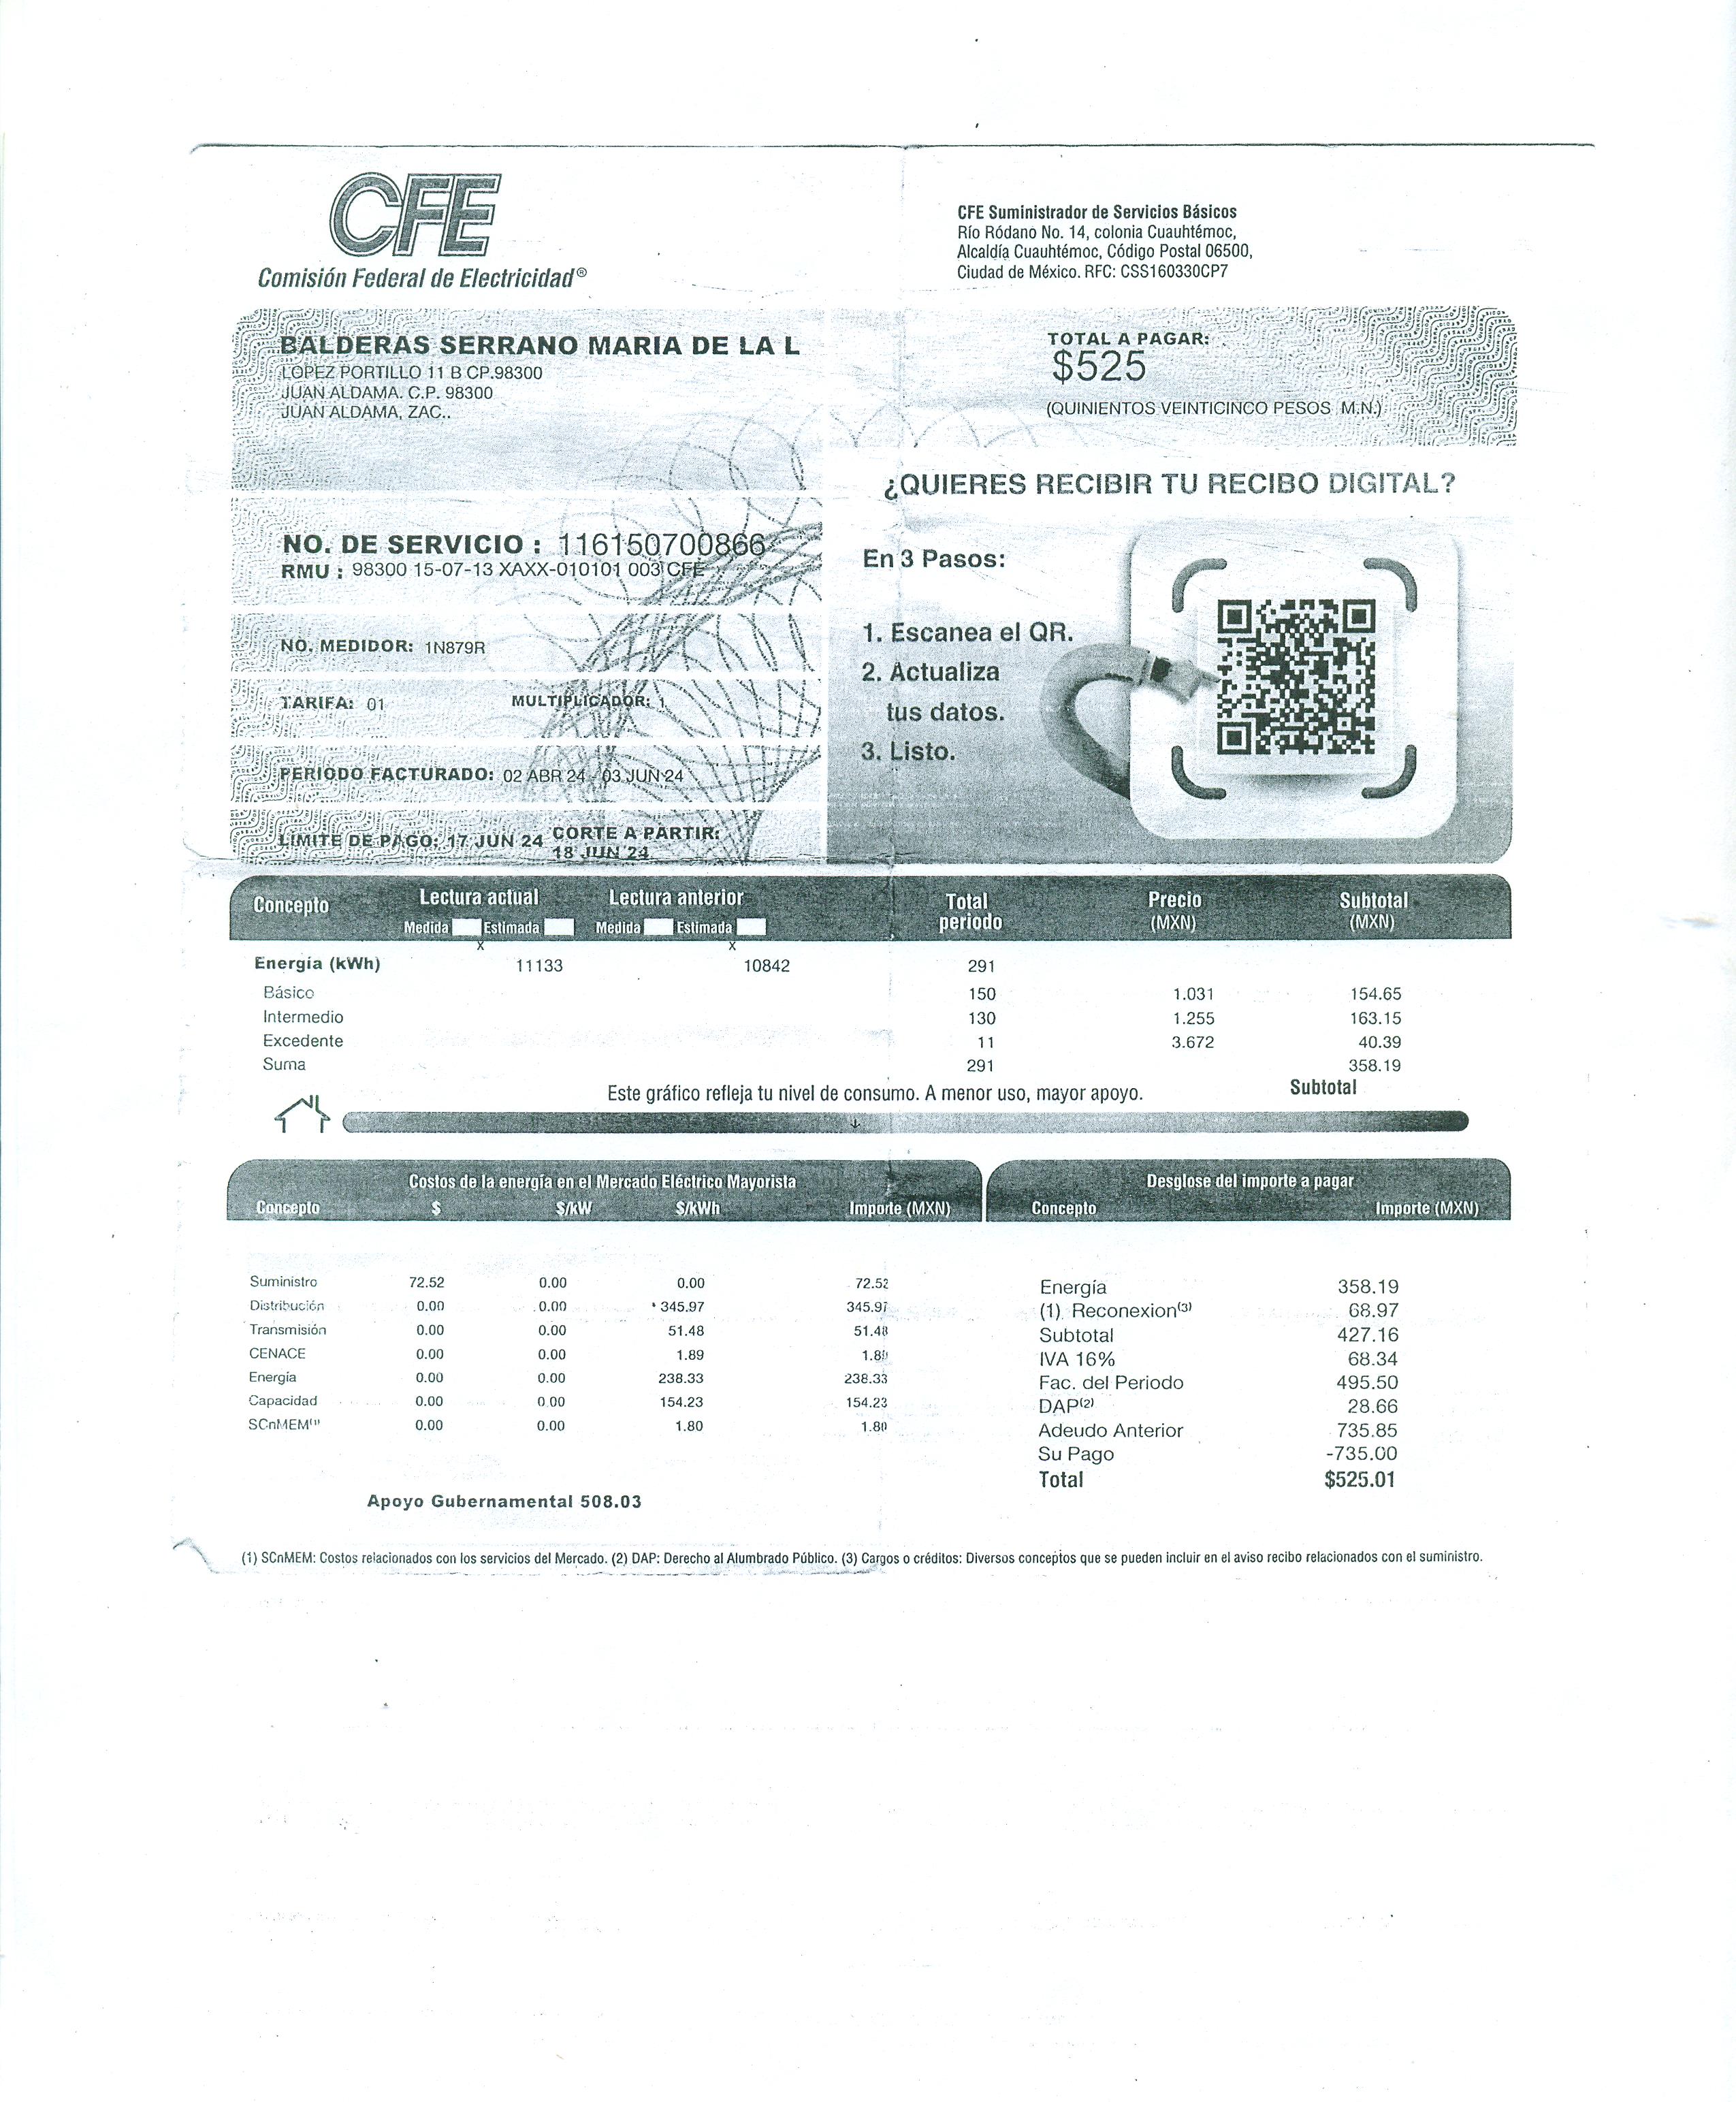 CFE
Comisión Federal de Electricidad®
CFE Suministrador de Servicios Básicos
Río Ródano No. 14, colonia Cuauhtémoc,
Alcaldía Cuauhtémoc, Código Postal 06500,
Ciudad de México. RFC: CSS160330CP7
BALDERAS SERRANO MARIA DE LA L
LOPEZ PORTILLO 11 B CP.98300
JUAN ALDAMA. C.P. 98300
JUAN ALDAMA, ZAC..
TOTAL A PAGAR:
$525
(QUINIENTOS VEINTICINCO PESOS M.N.)
NO. DE SERVICIO : 116150700866
RMU : 98300 15-07-13 XAXX-010101 003 CFE
NO. MEDIDOR: 1N879R
TARIFA: 01 MULTIPLICADOR: 1
PERIODO FACTURADO: 02 ABR 24 - 03 JUN 24
LÍMITE DE PAGO: 17 JUN 24 CORTE A PARTIR:
18 JUN 24
¿QUIERES RECIBIR TU RECIBO DIGITAL?
En 3 Pasos:
1. Escanea el QR.
2. Actualiza
tus datos.
3. Listo.
Concepto Lectura actual Lectura anterior Total periodo Precio (MXN) Subtotal (MXN)
Medida Estimada Medida Estimada
x x
Energía (kWh) 11133 10842 291
Básico 150 1.031 154.65
Intermedio 130 1.255 163.15
Excedente 11 3.672 40.39
Suma 291 358.19
Este gráfico refleja tu nivel de consumo. A menor uso, mayor apoyo. Subtotal
Costos de la energía en el Mercado Eléctrico Mayorista
Concepto $ $/kW $/kWh Importe (MXN)
Suministro 72.52 0.00 0.00 72.52
Distribución 0.00 0.00 345.97 345.97
Transmisión 0.00 0.00 51.48 51.48
CENACE 0.00 0.00 1.89 1.89
Energía 0.00 0.00 238.33 238.33
Capacidad 0.00 0.00 154.23 154.23
SCnMEM(1) 0.00 0.00 1.80 1.80
Apoyo Gubernamental 508.03
Desglose del importe a pagar
Concepto Importe (MXN)
Energía 358.19
(1) Reconexion(3) 68.97
Subtotal 427.16
IVA 16% 68.34
Fac. del Periodo 495.50
DAP(2) 28.66
Adeudo Anterior 735.85
Su Pago -735.00
Total $525.01
(1) SCnMEM: Costos relacionados con los servicios del Mercado. (2) DAP: Derecho al Alumbrado Público. (3) Cargos o créditos: Diversos conceptos que se pueden incluir en el aviso recibo relacionados con el suministro.